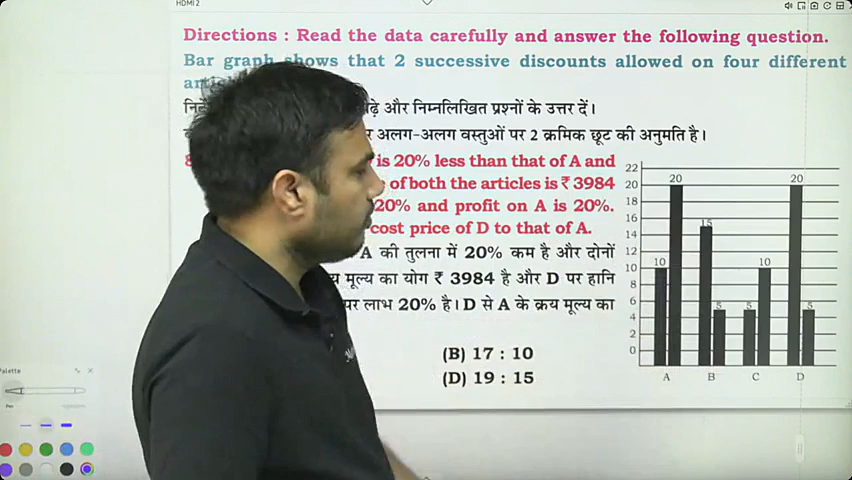 HDMI 2
Directions : Read the data carefully and answer the following question.
Bar graph shows that 2 successive discounts allowed on four different
और निम्नलिखित प्रश्नों के उत्तर दें।
अलग-अलग वस्तुओं पर 2 क्रमिक छूट की अनुमति है।
is 20% less than that of A and
of both the articles is ₹ 3984
20% and profit on A is 20%.
cost price of D to that of A.
A की तुलना में 20% कम है और दोनों
मूल्य का योग ₹ 3984 है और D पर हानि
पर लाभ 20% है। D से A के क्रय मूल्य का
(B) 17 : 10
(D) 19 : 15
22
20
18
16
14
12
10
8
6
4
2
0
10
20
15
5
5
10
20
5
A
B
C
D
Palette
Pen